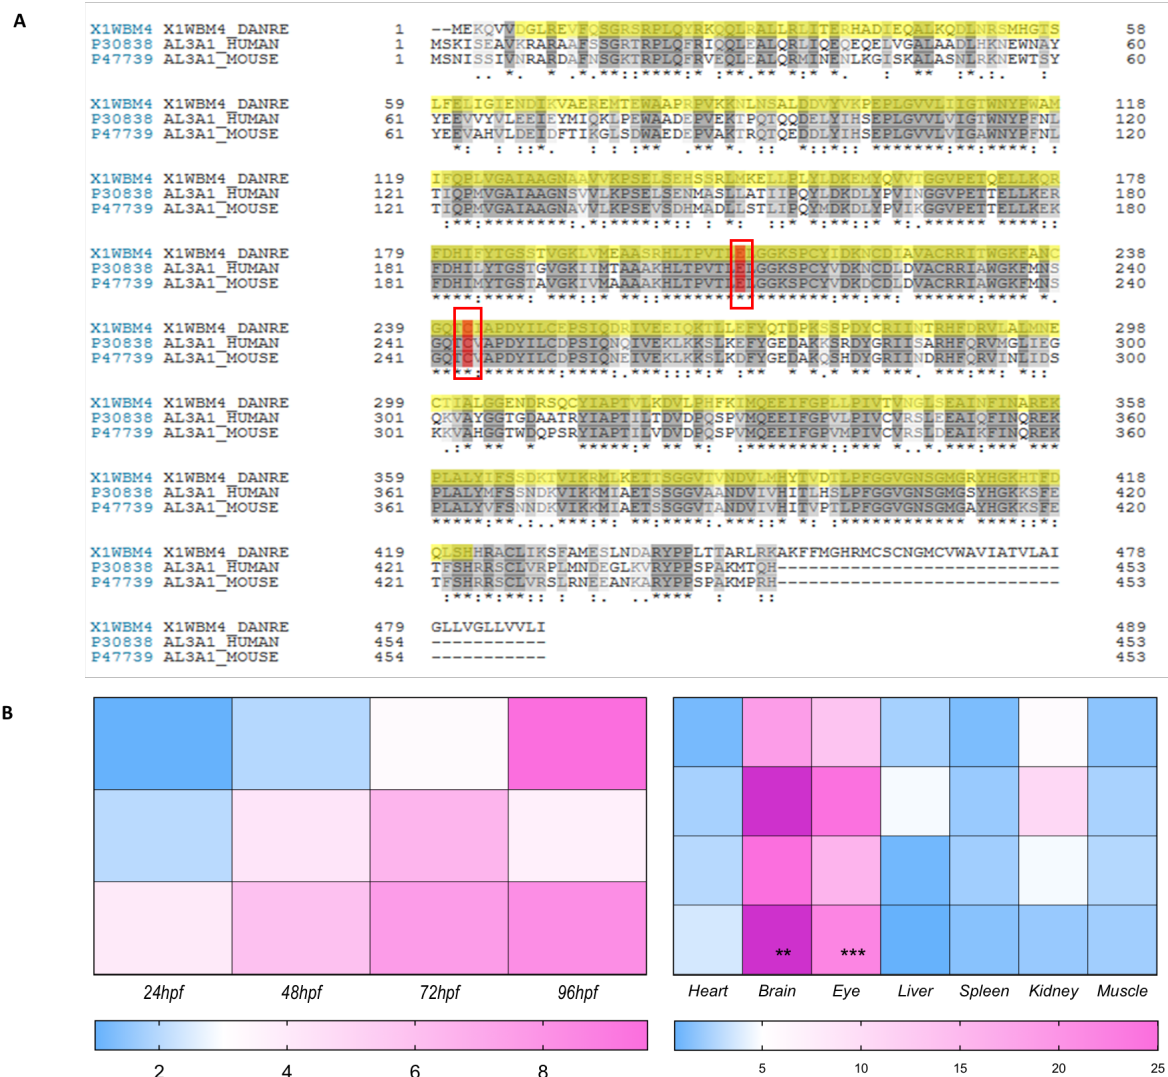 A
X1WBM4 X1WBM4_DANRE 1 --MEKQVVDGLREVFQSGRSRPLQYRKQQLRALLRLITERHADIEQALKQDLNRSMHGTS 58
P30838 AL3A1_HUMAN 1 MSKISEAVKRARAAFSSGRTRPLQFRIQQLEALQRLIQEQEQELVGALAADLHKNEWNAY 60
P47739 AL3A1_MOUSE 1 MSNISSIVNRARDAFNSGKTRPLQFRVEQLEALQRMINENLKGISKALASNLRKNEWTSY 60
X1WBM4 X1WBM4_DANRE 59 LFELIGIENDIKVAEREMTEWAAPRPVKKNLNSALDDVYVKPEPLGVVLIIGTWNYPWAM 118
P30838 AL3A1_HUMAN 61 YEEVVYVLEEIEYMIQKLPEWAADEPVEKTPQTQQDELYIHSEPLGVVLVIGTWNYPFNL 120
P47739 AL3A1_MOUSE 61 YEEVAHVLDEIDFTIKGLSDWAEDEPVAKTRQTQEDDLYIHSEPLGVVLVIGAWNYPFNL 120
X1WBM4 X1WBM4_DANRE 119 IFQPLVGAIAAGNAAVVKPSELSEHSSRLMKELLPLYLDKEMYQVVTGGVPETQELLKQR 178
P30838 AL3A1_HUMAN 121 TIQPMVGAIAAGNSVVLKPSELSENMASLLATIIPQYLDKDLYPVINGGVPETTELLKER 180
P47739 AL3A1_MOUSE 121 TIQPMVGAIAAGNAVVLKPSEVSDHMADLLSTLIPQYMDKDLYPVIKGGVPETTELLKEK 180
X1WBM4 X1WBM4_DANRE 179 FDHIFYTGSSTVGKLVMEAASRHLTPVTLELGGKSPCYIDKNCDIAVACRRITWGKFANC 238
P30838 AL3A1_HUMAN 181 FDHILYTGSTGVGKIIMTAAAKHLTPVTLELGGKSPCYVDKNCDLDVACRRIAWGKFMNS 240
P47739 AL3A1_MOUSE 181 FDHIMYTGSTAVGKIVMAAAAKHLTPVTLELGGKSPCYVDKDCDLDVACRRIAWGKFMNS 240
X1WBM4 X1WBM4_DANRE 239 GQTCIAPDYILCEPSIQDRIVEEIQKTLLEFYQTDPKSSPDYGRIINTRHFDRVLALMNE 298
P30838 AL3A1_HUMAN 241 GQTCVAPDYILCDPSIQNQIVEKLKKSLKEFYGEDAKKSRDYGRIISARHFQRVMGLIEG 300
P47739 AL3A1_MOUSE 241 GQTCVAPDYILCDPSIQNEIVEKLKKSLKDFYGEDAKQSHDYGRIINDRHFQRVINLIDS 300
X1WBM4 X1WBM4_DANRE 299 CTIALGGENDRSQCYIAPTVLKDVLPHFKIMQEEIFGPLLPIVTVNGLSEAINFINAREK 358
P30838 AL3A1_HUMAN 301 QKVAYGGTGDAATRYIAPTILTDVDPQSPVMQEEIFGPVLPIVCVRSLEEAIQFINQREK 360
P47739 AL3A1_MOUSE 301 KKVAHGGTWDQPSRYIAPTILVDVDPQSPVMQEEIFGPVMPIVCVRSLDEAIKFINQREK 360
X1WBM4 X1WBM4_DANRE 359 PLALYIFSSDKTVIKRMLKETTSGGVTVNDVLMHYTVDTLPFGGVGNSGMGRYHGKHTFD 418
P30838 AL3A1_HUMAN 361 PLALYMFSSNDKVIKKMIAETSSGGVAANDVIVHITLHSLPFGGVGNSGMGSYHGKKSFE 420
P47739 AL3A1_MOUSE 361 PLALYVFSNNDKVIKKMIAETSSGGVTANDVIVHITVPTLPFGGVGNSGMGAYHGKKSFE 420
X1WBM4 X1WBM4_DANRE 419 QLSHHRACLIKSFAMESLNDARYPPLTTARLRKAKFFMGHRMCSCNGMCVWAVIATVLAI 478
P30838 AL3A1_HUMAN 421 TFSHRRSCLVRPLMNDEGLKVRYPPSPAKMTQH--------------------------- 453
P47739 AL3A1_MOUSE 421 TFSHRRSCLVRSLRNEEANKARYPPSPAKMPRH--------------------------- 453
X1WBM4 X1WBM4_DANRE 479 GLLVGLLVVLI 489
P30838 AL3A1_HUMAN 454 ----------- 453
P47739 AL3A1_MOUSE 454 ----------- 453
B
** ***
24hpf 48hpf 72hpf 96hpf
Heart Brain Eye Liver Spleen Kidney Muscle
2 4 6 8
5 10 15 20 25